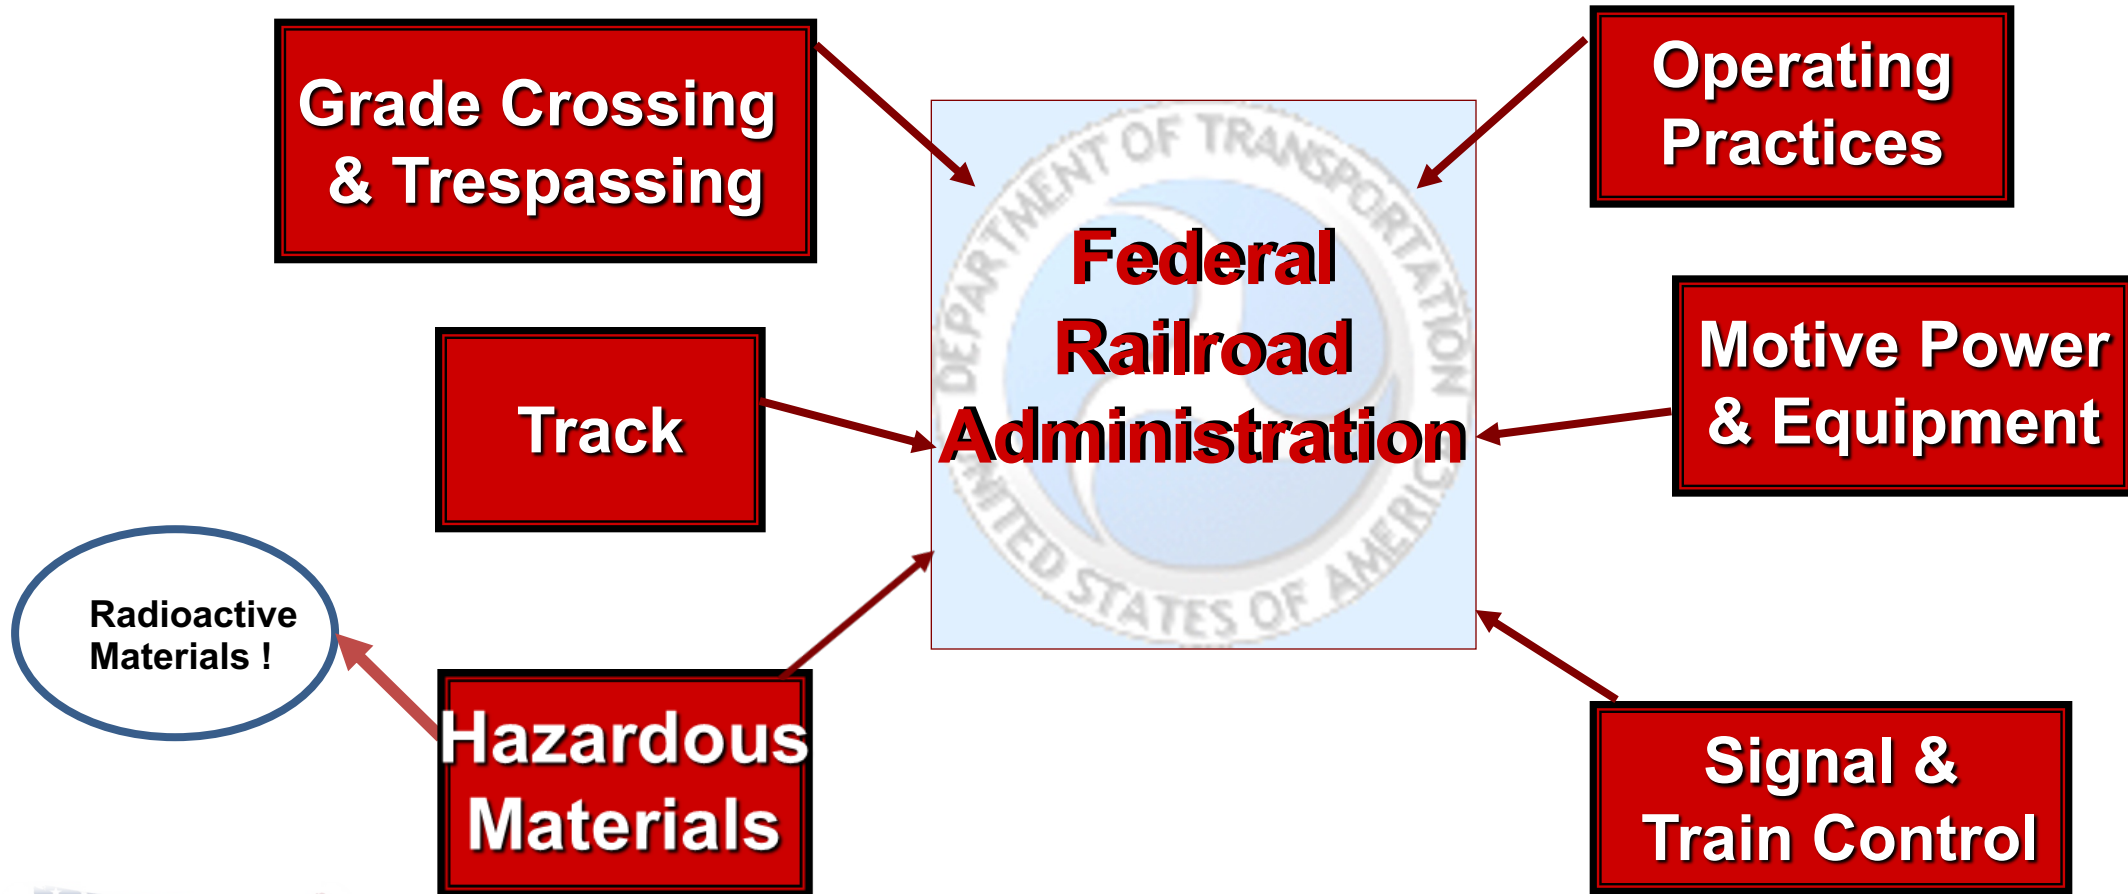 Grade Crossing
& Trespassing
Operating
Practices
DEPARTMENT OF TRANSPORTATION
UNITED STATES OF AMERICA
Federal
Railroad
Administration
Motive Power
& Equipment
Track
Radioactive
Materials !
Hazardous
Materials
Signal &
Train Control